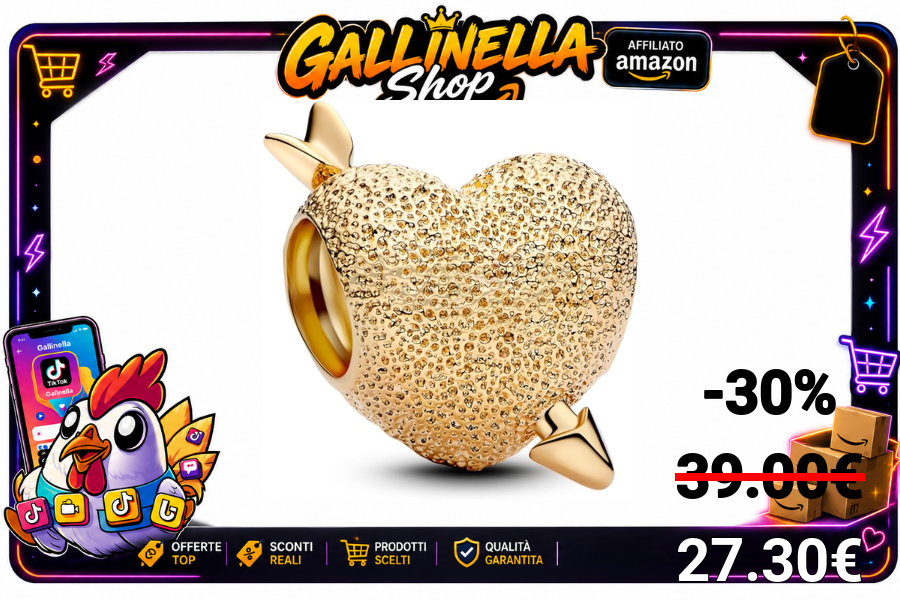 GALLINELLA
Shop
AFFILIATO
amazon
Gallinella
TikTok
Gallinella
-30%
39.00€
27.30€
OFFERTE
TOP
SCONTI
REALI
PRODOTTI
SCELTI
QUALITÀ
GARANTITA